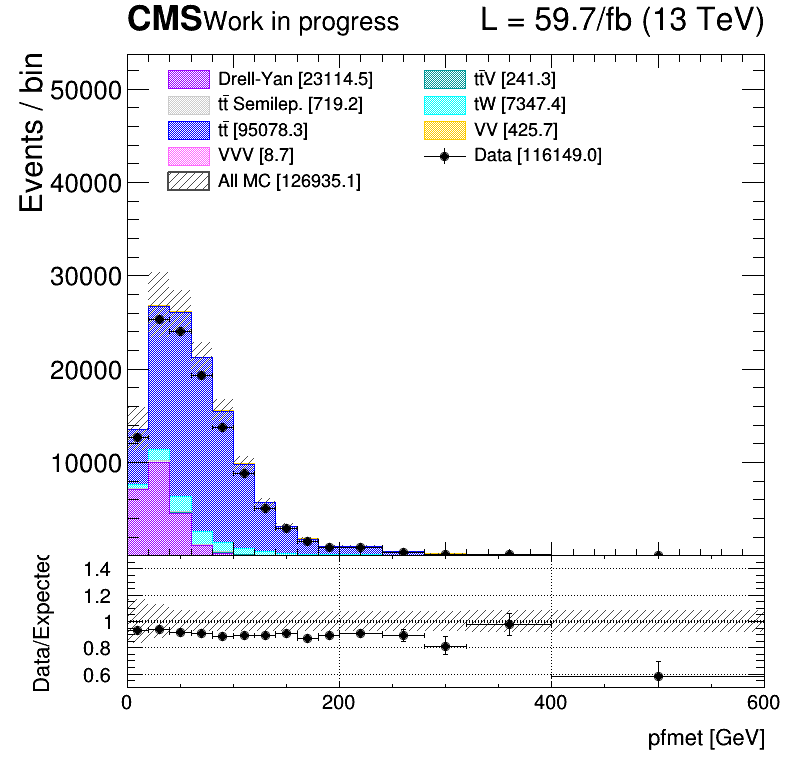 CMS Work in progress L = 59.7/fb (13 TeV)
Events / bin
50000
40000
30000
20000
10000
Drell-Yan [23114.5]
tt̄ Semilep. [719.2]
tt̄ [95078.3]
VVV [8.7]
All MC [126935.1]
tt̄V [241.3]
tW [7347.4]
VV [425.7]
Data [116149.0]
Data/Expected
1.4
1.2
1
0.8
0.6
0 200 400 600
pfmet [GeV]